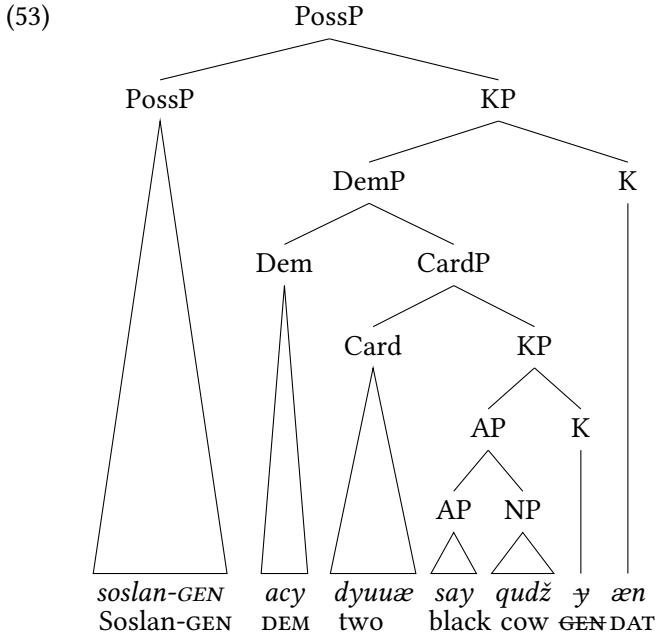 (53) PossP
PossP KP
DemP K
Dem CardP
Card KP
AP K
AP NP
soslan-GEN acy dyuuæ say qudž y æn
Soslan-GEN DEM two black cow GEN DAT